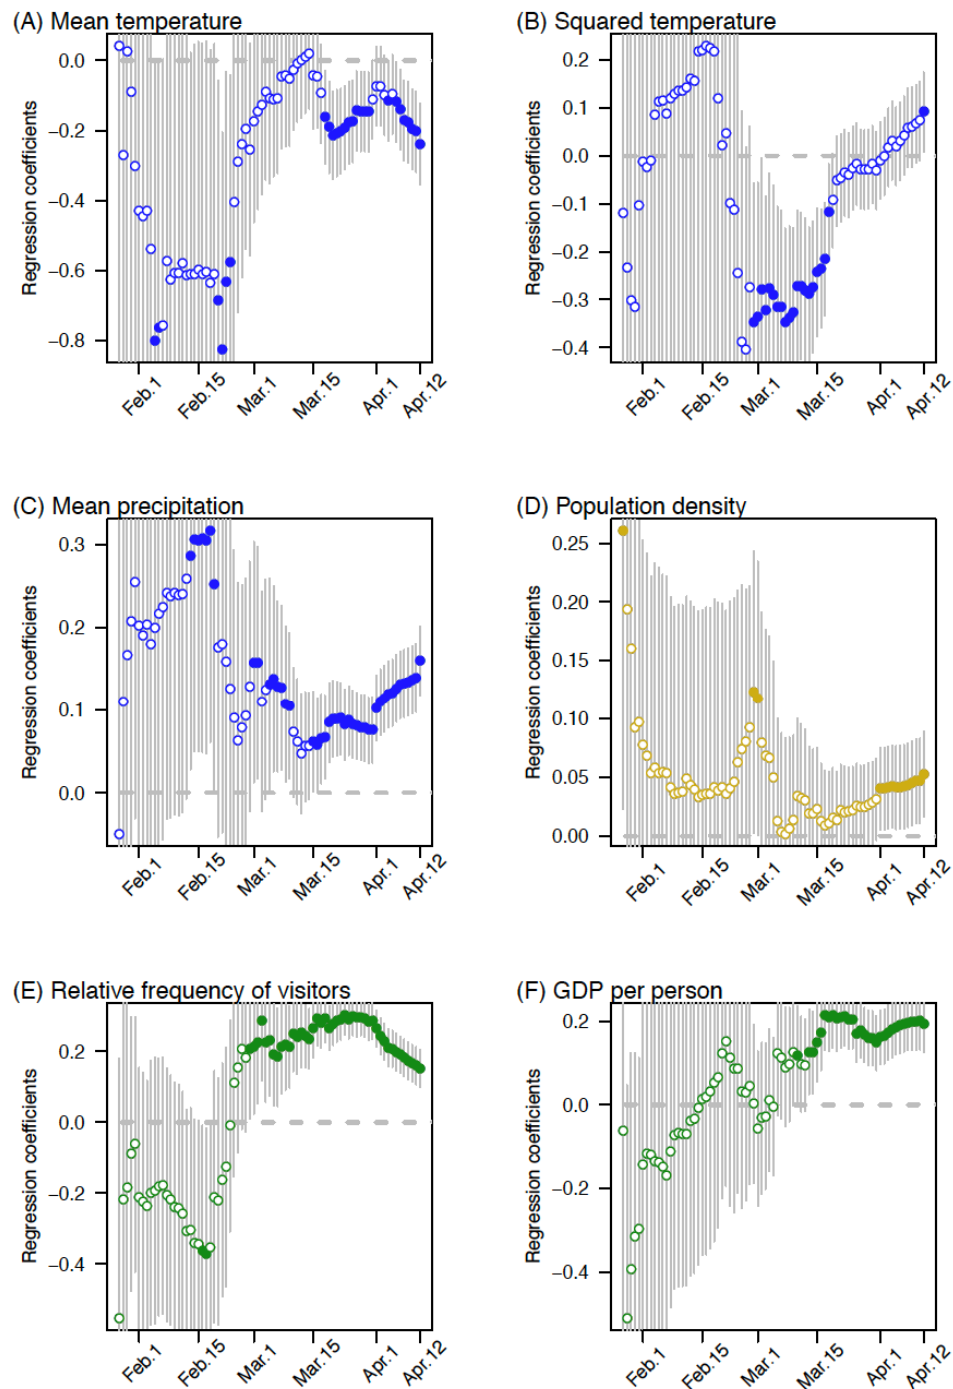 (A) Mean temperature
Regression coefficients
0.0
−0.2
−0.4
−0.6
−0.8
Feb.1
Feb.15
Mar.1
Mar.15
Apr.1
Apr.12
(B) Squared temperature
Regression coefficients
0.2
0.1
0.0
−0.1
−0.2
−0.3
−0.4
Feb.1
Feb.15
Mar.1
Mar.15
Apr.1
Apr.12
(C) Mean precipitation
Regression coefficients
0.3
0.2
0.1
0.0
Feb.1
Feb.15
Mar.1
Mar.15
Apr.1
Apr.12
(D) Population density
Regression coefficients
0.25
0.20
0.15
0.10
0.05
0.00
Feb.1
Feb.15
Mar.1
Mar.15
Apr.1
Apr.12
(E) Relative frequency of visitors
Regression coefficients
0.2
0.0
−0.2
−0.4
Feb.1
Feb.15
Mar.1
Mar.15
Apr.1
Apr.12
(F) GDP per person
Regression coefficients
0.2
0.0
−0.2
−0.4
Feb.1
Feb.15
Mar.1
Mar.15
Apr.1
Apr.12